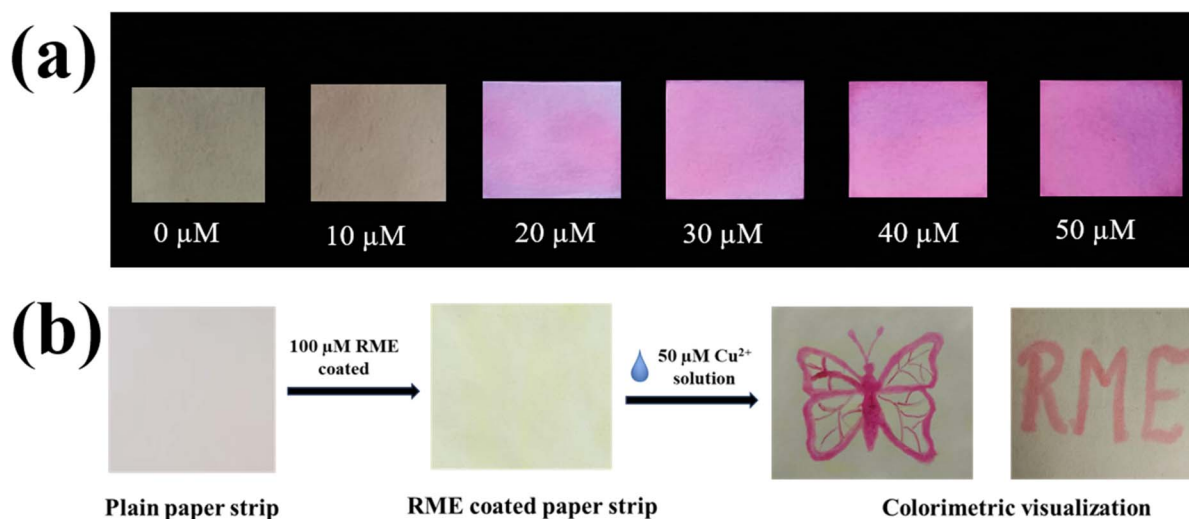 (a)
0 µM
10 µM
20 µM
30 µM
40 µM
50 µM
(b)
100 µM RME
coated
50 µM Cu²⁺
solution
RME
Plain paper strip
RME coated paper strip
Colorimetric visualization